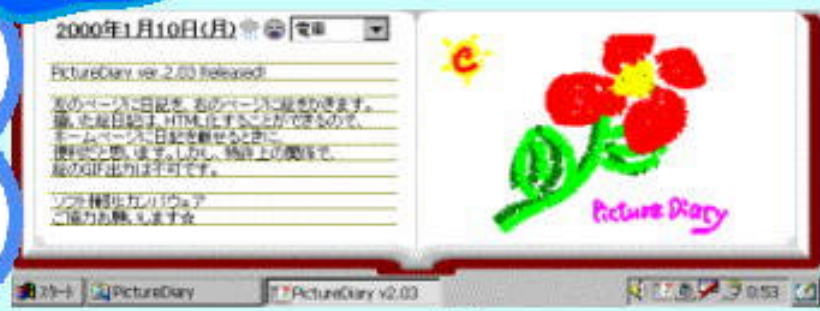 2000年1月10日(月) 電車
PictureDiary ver.2.03 Released!
左のページに日記を、右のページに絵をかきます。
描いた絵日記は、HTML化することができるので、
ホームページに日記を載せるときに、
便利だと思います。しかし、特許上の関係で、
絵のGIF出力は不可です。
ソフト種別:カンパウェア
ご協力お願いします☆
c
Picture Diary
スタート PictureDiary PictureDiary v2.03 0:53